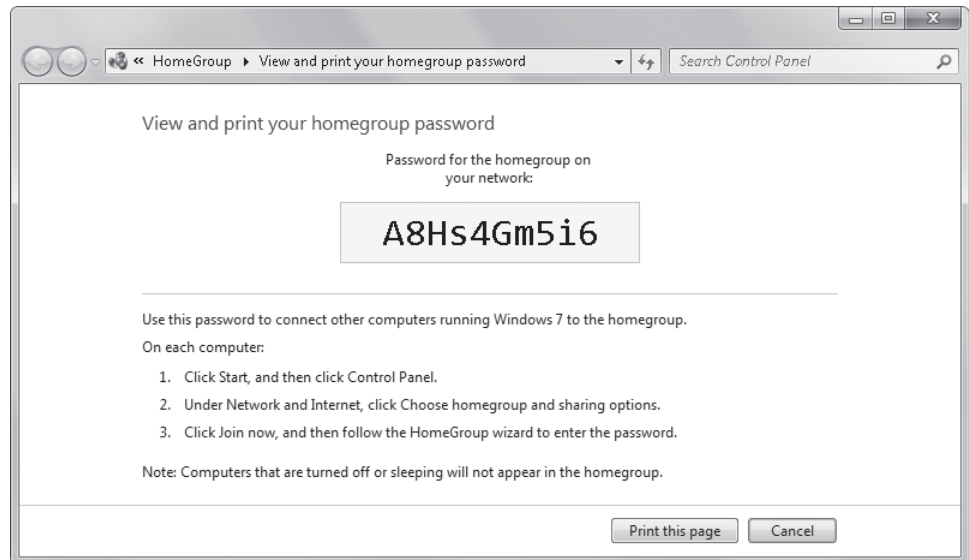 « HomeGroup ▸ View and print your homegroup password
Search Control Panel
View and print your homegroup password
Password for the homegroup on
your network:
A8Hs4Gm5i6
Use this password to connect other computers running Windows 7 to the homegroup.
On each computer:
1. Click Start, and then click Control Panel.
2. Under Network and Internet, click Choose homegroup and sharing options.
3. Click Join now, and then follow the HomeGroup wizard to enter the password.
Note: Computers that are turned off or sleeping will not appear in the homegroup.
Print this page Cancel